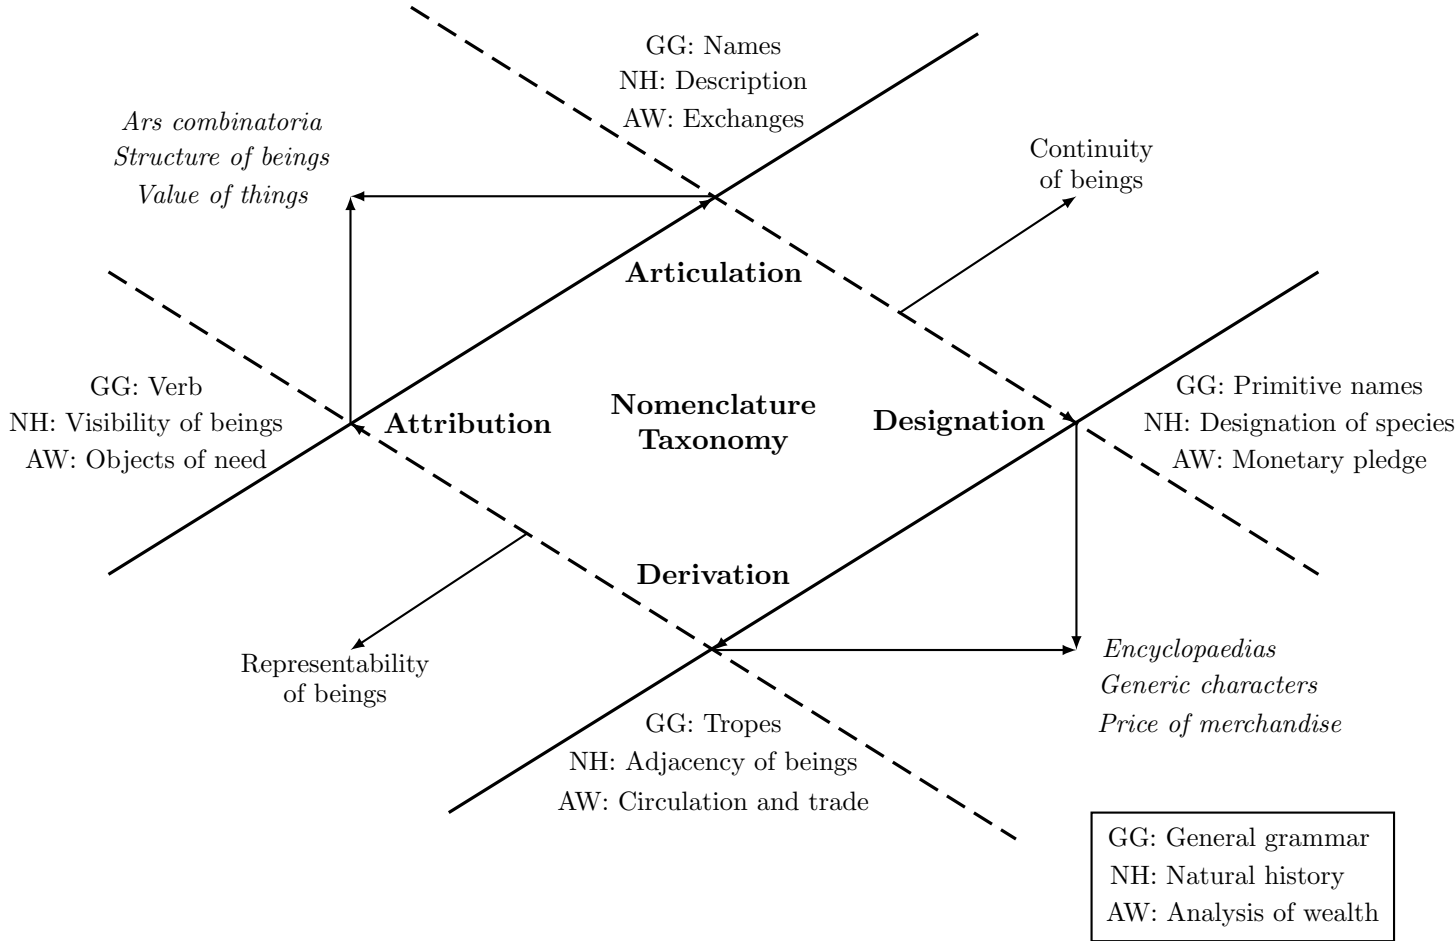 GG: Names
NH: Description
AW: Exchanges
Ars combinatoria
Structure of beings
Value of things
Continuity
of beings
Articulation
GG: Verb
NH: Visibility of beings
AW: Objects of need
Attribution
Nomenclature
Taxonomy
Designation
GG: Primitive names
NH: Designation of species
AW: Monetary pledge
Derivation
Representability
of beings
Encyclopaedias
Generic characters
Price of merchandise
GG: Tropes
NH: Adjacency of beings
AW: Circulation and trade
GG: General grammar
NH: Natural history
AW: Analysis of wealth